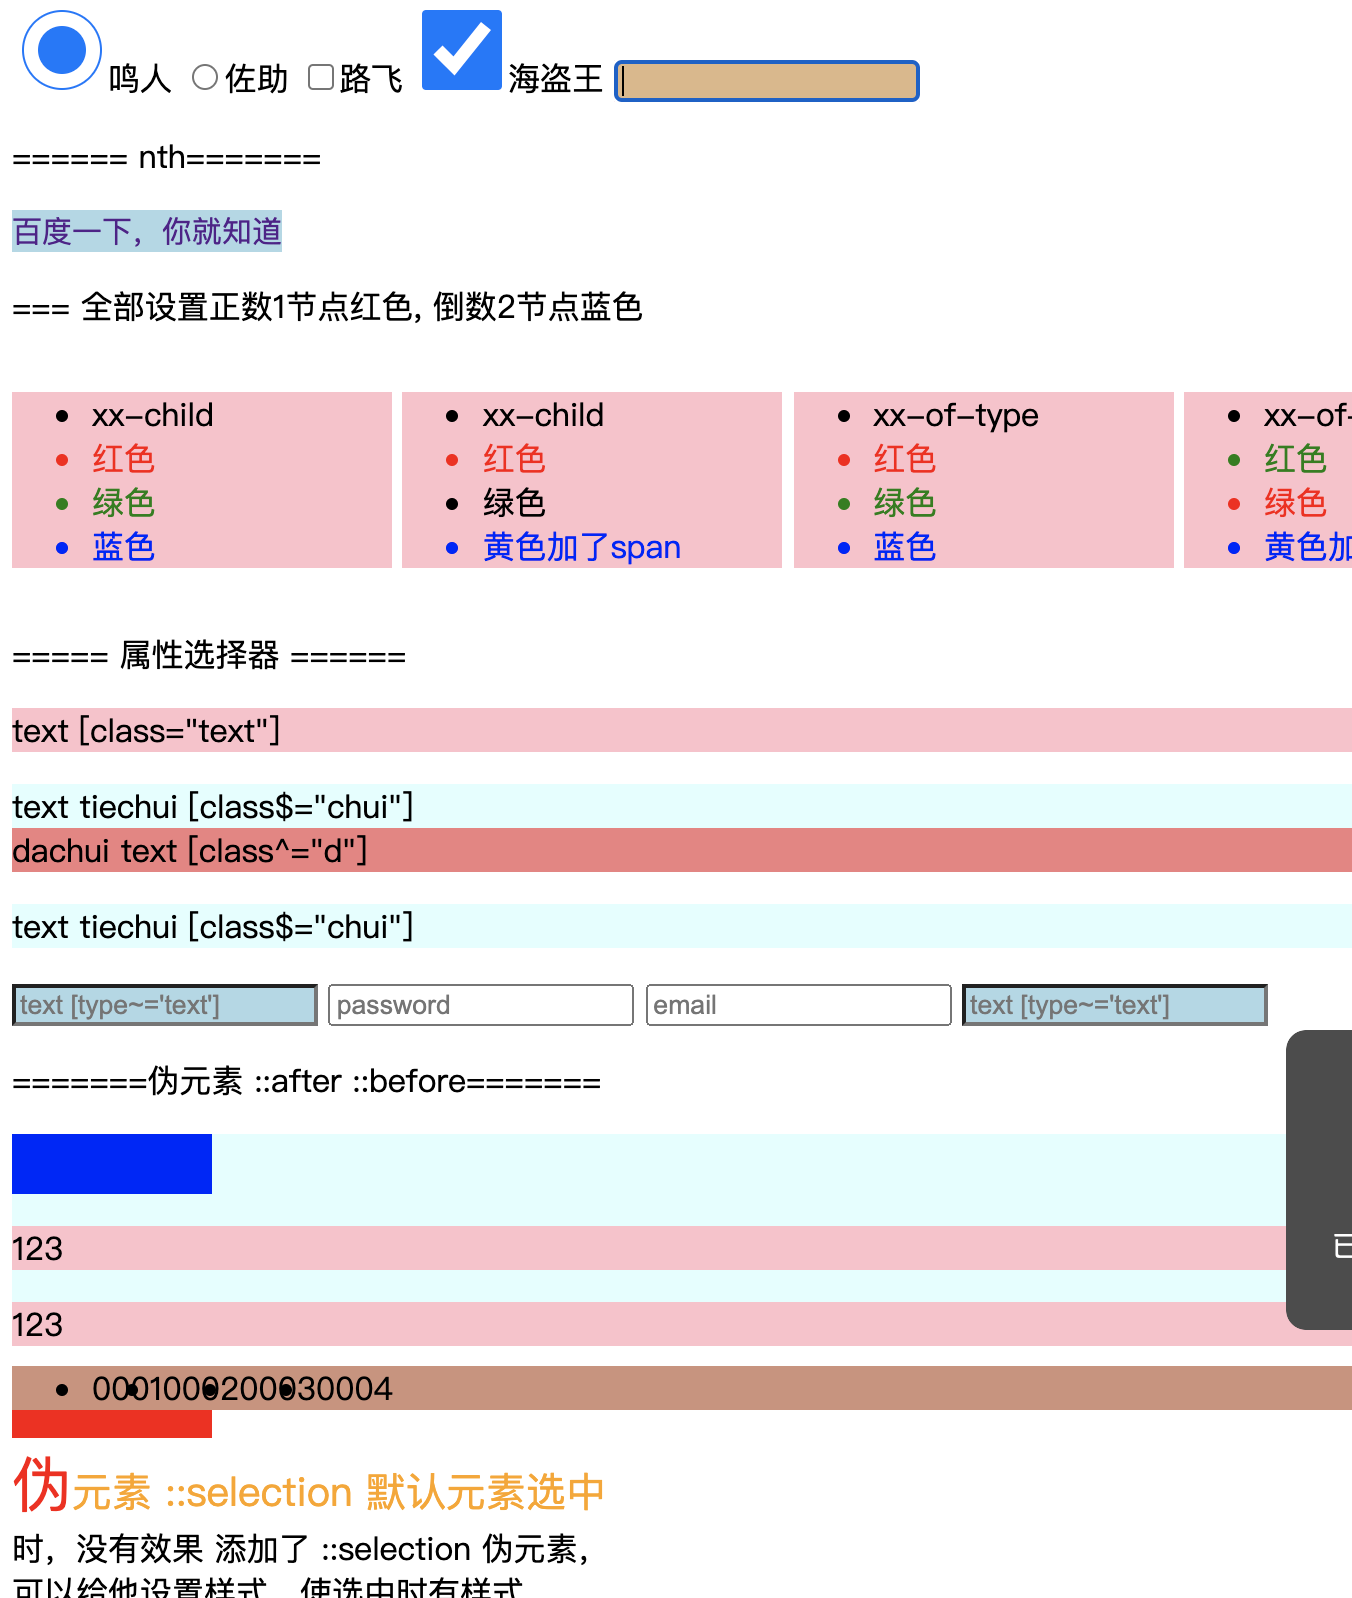 鸣人 佐助 路飞 海盗王
====== nth=======
百度一下，你就知道
=== 全部设置正数1节点红色, 倒数2节点蓝色
xx-child xx-child xx-of-type xx-of-
红色 红色 红色 红色
绿色 绿色 绿色 绿色
蓝色 黄色加了span 蓝色 黄色加
===== 属性选择器 ======
text [class="text"]
text tiechui [class$="chui"]
dachui text [class^="d"]
text tiechui [class$="chui"]
text [type~='text'] password email text [type~='text']
=======伪元素 ::after ::before=======
123
已
123
0001000200030004
伪元素 ::selection 默认元素选中
时，没有效果 添加了 ::selection 伪元素，
可以给他设置样式，使选中时有样式